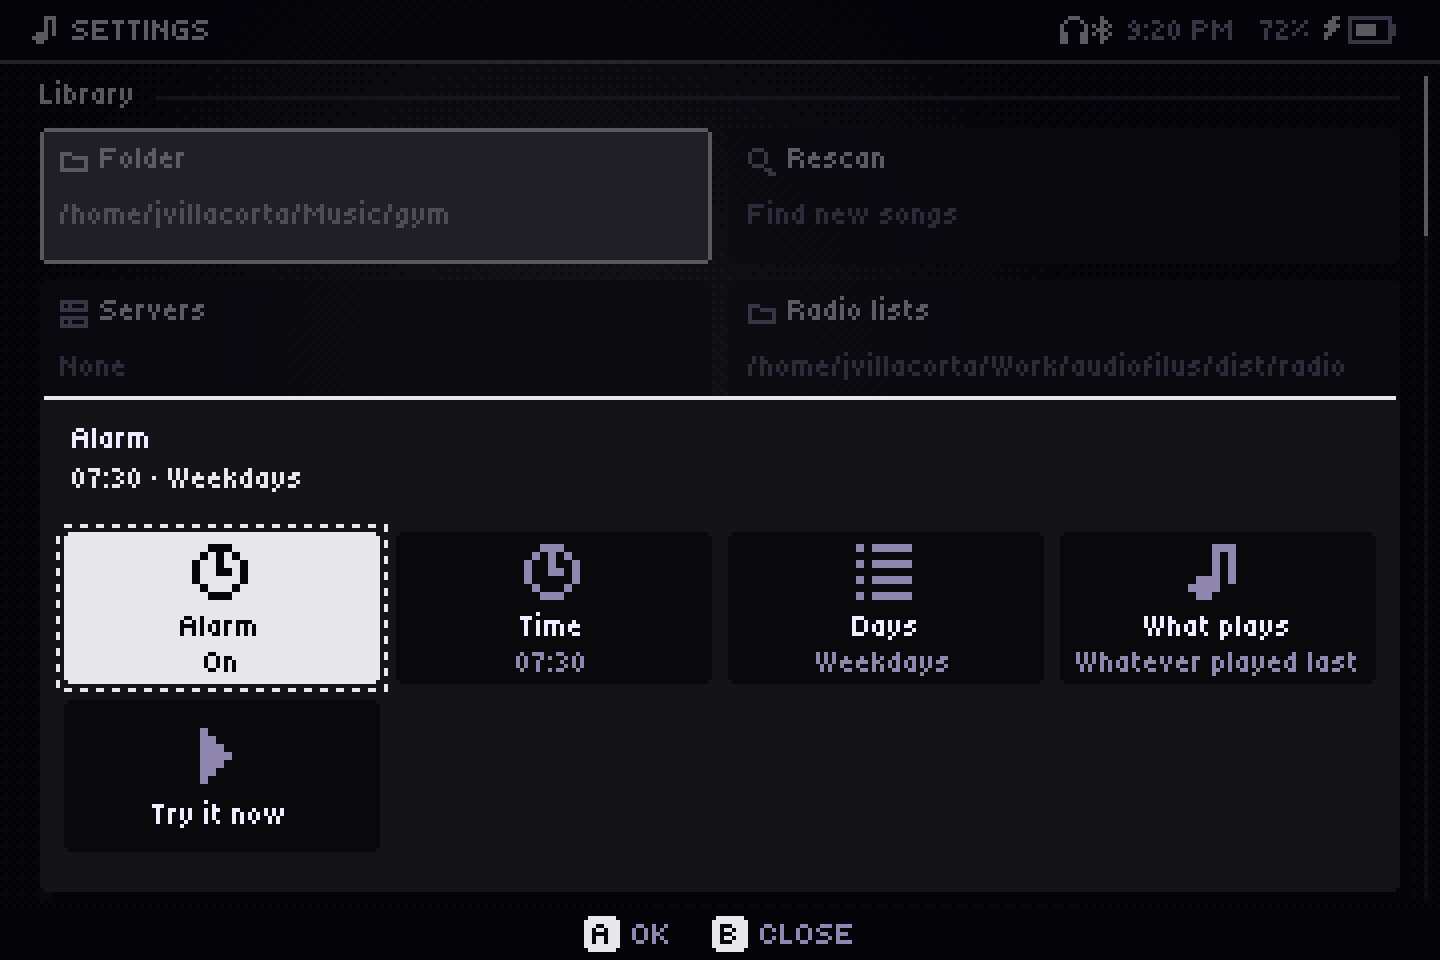 SETTINGS
9:20 PM 72%
Library
Folder
/home/jvillacorta/Music/gym
Rescan
Find new songs
Servers
None
Radio lists
/home/jvillacorta/Work/audiofilus/dist/radio
Alarm
07:30 · Weekdays
Alarm
On
Time
07:30
Days
Weekdays
What plays
Whatever played last
Try it now
A OK B CLOSE